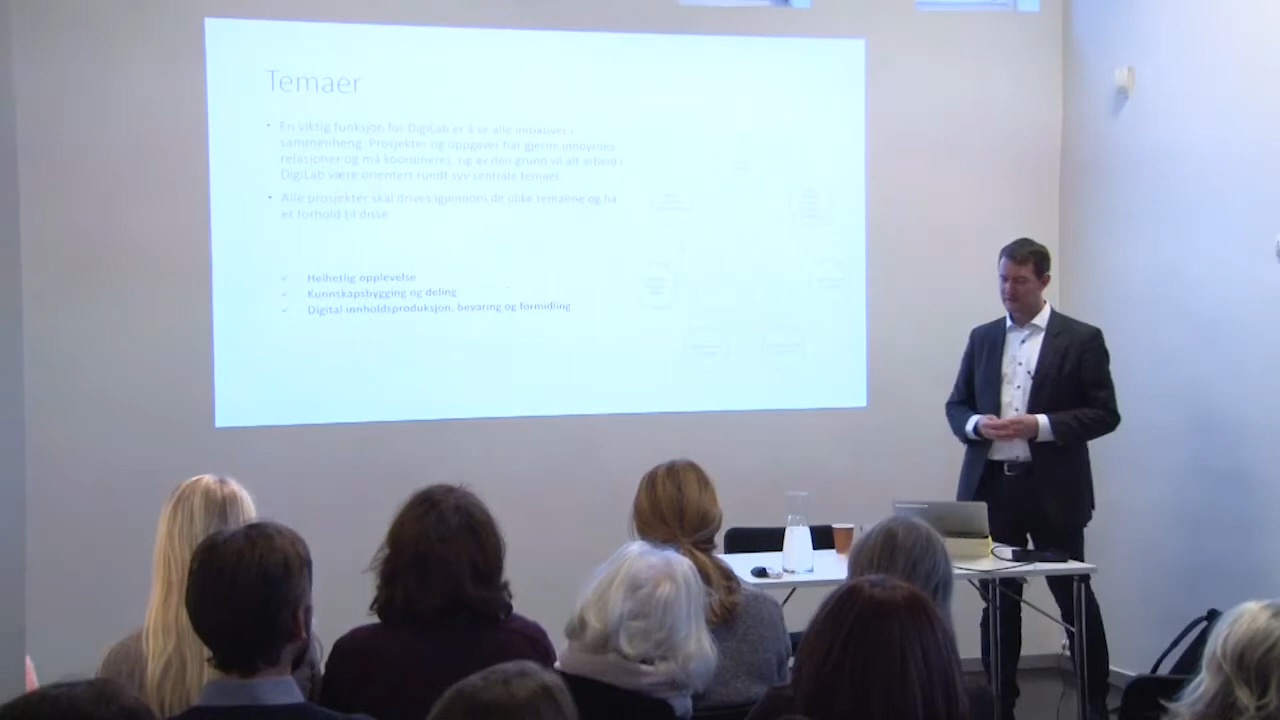 Temaer
• En viktig funksjon for DigiLab er å se alle initiativer i
sammenheng. Prosjekter og oppgaver har gjerne innbyrdes
relasjoner og må koordineres, og av den grunn vil alt arbeid i
DigiLab være orientert rundt syv sentrale temaer.
• Alle prosjekter skal drives igjennom de ulike temaene og ha
et forhold til disse
✓ Helhetlig opplevelse
✓ Kunnskapsbygging og deling
✓ Digital innholdsproduksjon, bevaring og formidling